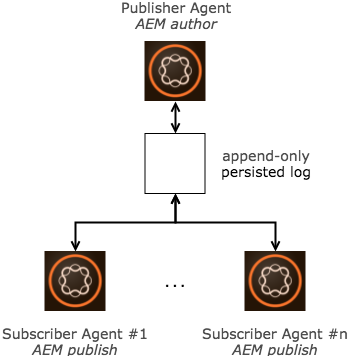 Publisher Agent
AEM author
append-only
persisted log
...
Subscriber Agent #1
AEM publish
Subscriber Agent #n
AEM publish